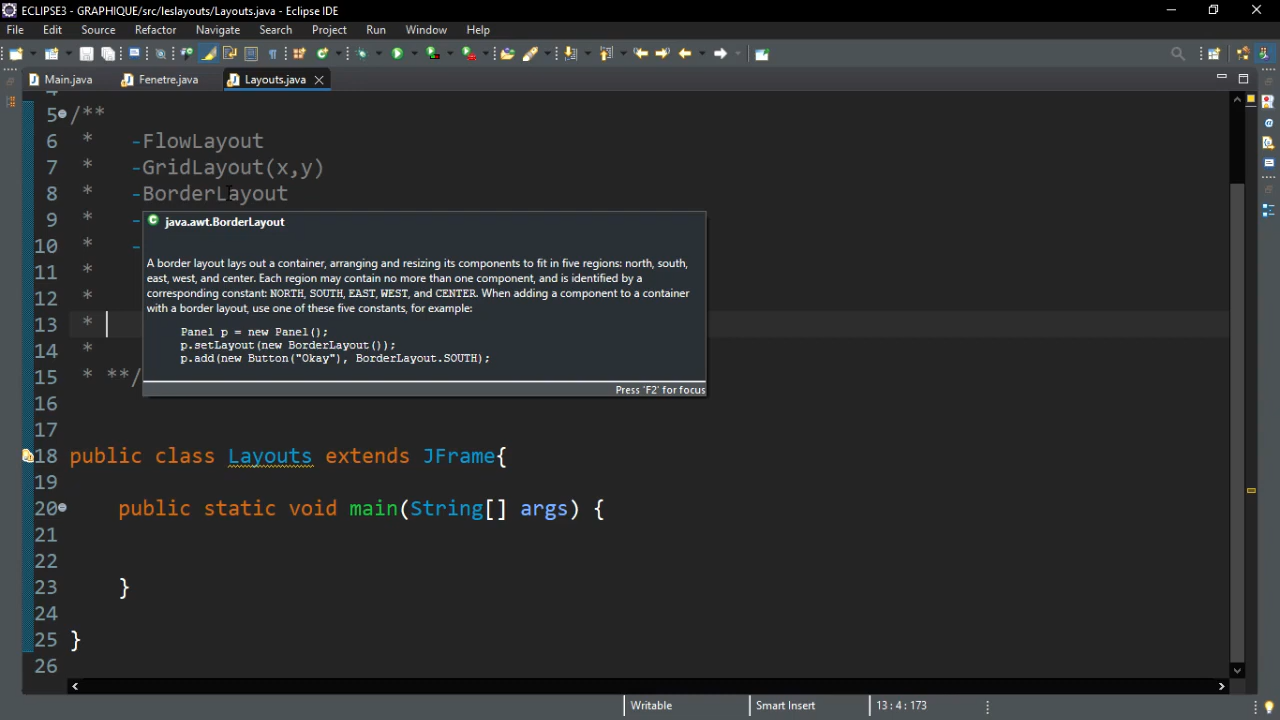 ECLIPSE3 - GRAPHIQUE/src/leslayouts/Layouts.java - Eclipse IDE
File Edit Source Refactor Navigate Search Project Run Window Help
Main.java Fenetre.java Layouts.java
4
5 /**
6 * -FlowLayout
7 * -GridLayout(x,y)
8 * -BorderLayout
9 * -
10 * -
11 *
12 *
13 *
14 *
15 * **/
16
17
18 public class Layouts extends JFrame{
19
20 public static void main(String[] args) {
21
22
23 }
24
25 }
26
java.awt.BorderLayout
A border layout lays out a container, arranging and resizing its components to fit in five regions: north, south,
east, west, and center. Each region may contain no more than one component, and is identified by a
corresponding constant: NORTH, SOUTH, EAST, WEST, and CENTER. When adding a component to a container
with a border layout, use one of these five constants, for example:
Panel p = new Panel();
p.setLayout(new BorderLayout());
p.add(new Button("Okay"), BorderLayout.SOUTH);
Press 'F2' for focus
Writable Smart Insert 13 : 4 : 173